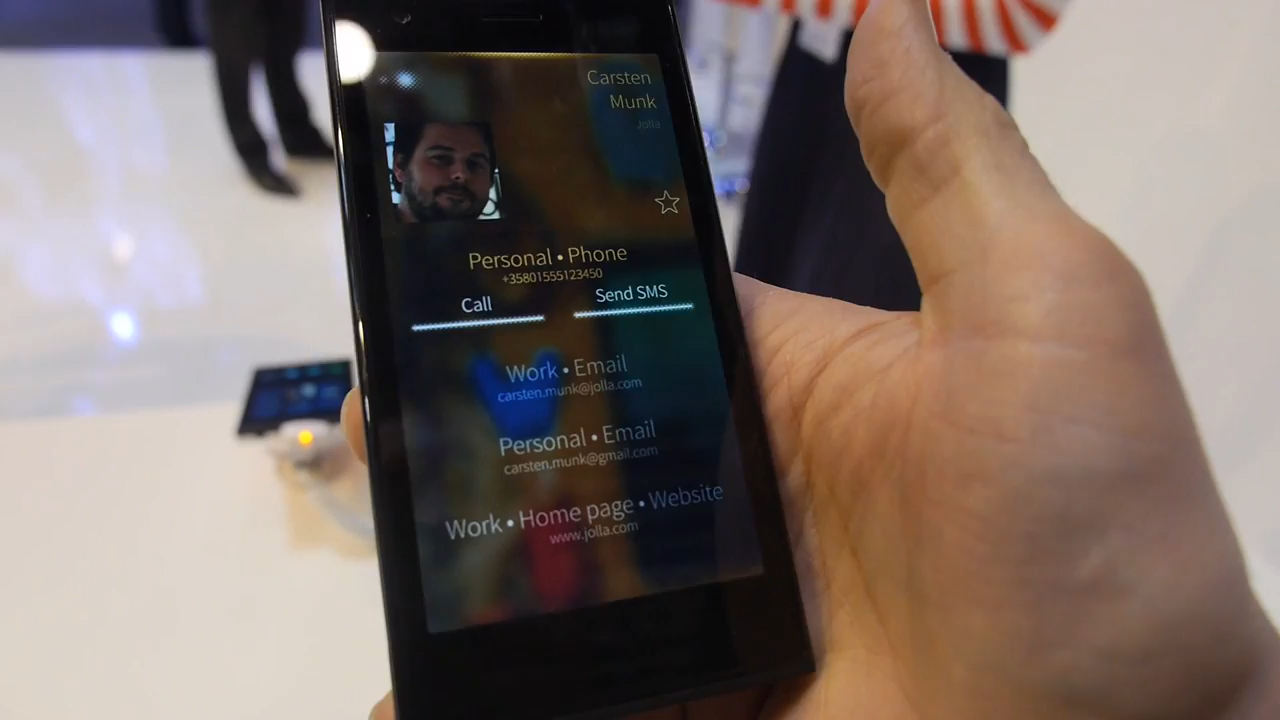 Carsten
Munk
Jolla
Personal • Phone
+35801555123450
Call
Send SMS
Work • Email
carsten.munk@jolla.com
Personal • Email
carsten.munk@gmail.com
Work • Home page • Website
www.jolla.com